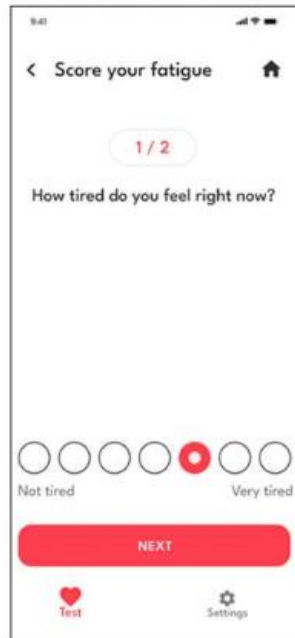 9:41
Score your fatigue
1 / 2
How tired do you feel right now?
Not tired Very tired
NEXT
Test Settings